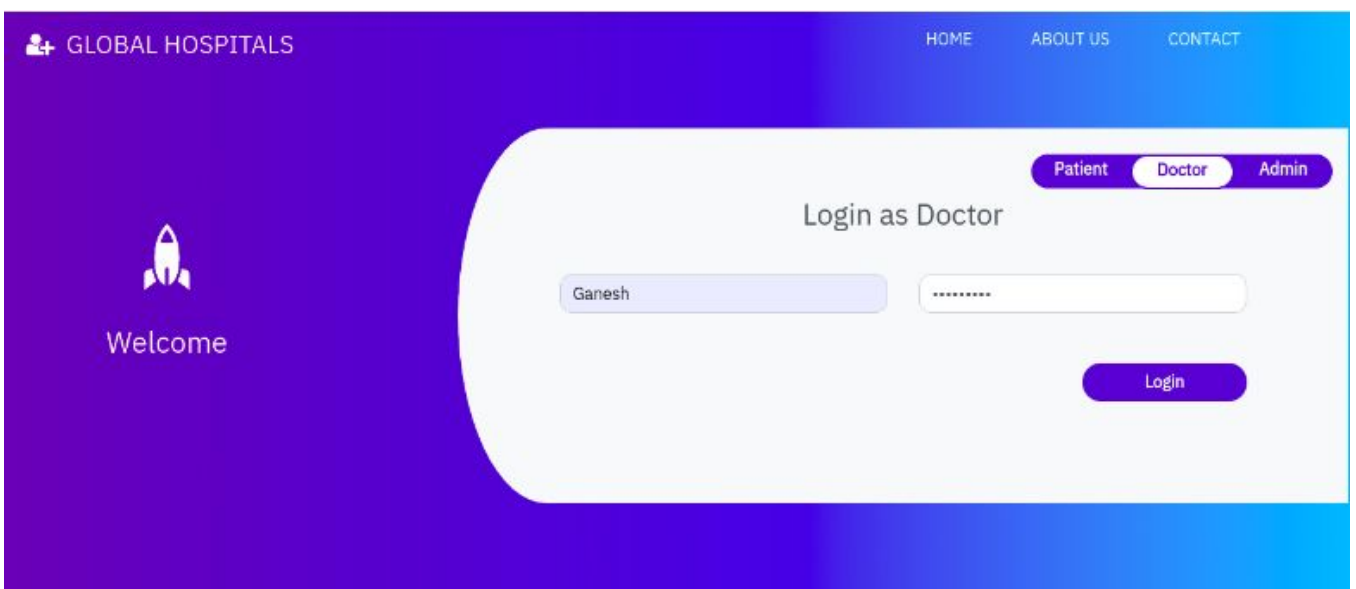 GLOBAL HOSPITALS
HOME ABOUT US CONTACT
Patient Doctor Admin
Login as Doctor
Ganesh •••••••••
Welcome
Login